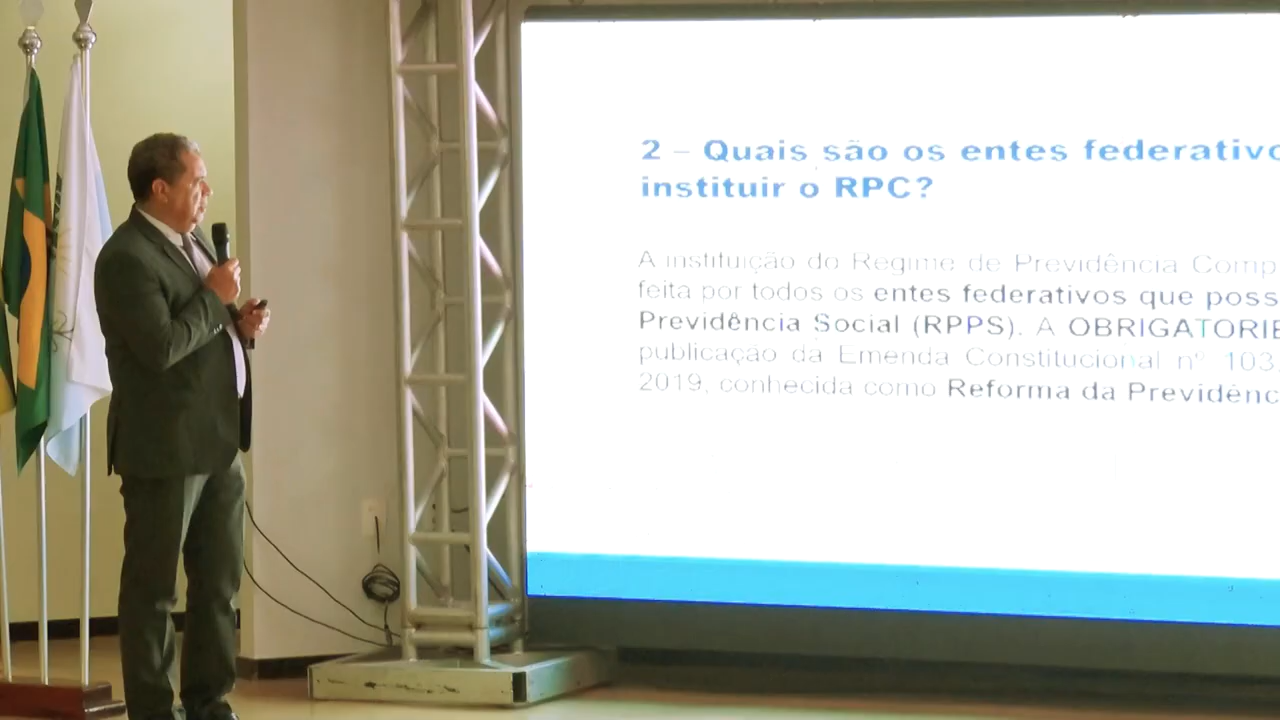 2 – Quais são os entes federativo
instituir o RPC?
A instituição do Regime de Previdência Comp
feita por todos os entes federativos que poss
Previdência Social (RPPS). A OBRIGATORIE
publicação da Emenda Constitucional nº 103,
2019, conhecida como Reforma da Previdênc